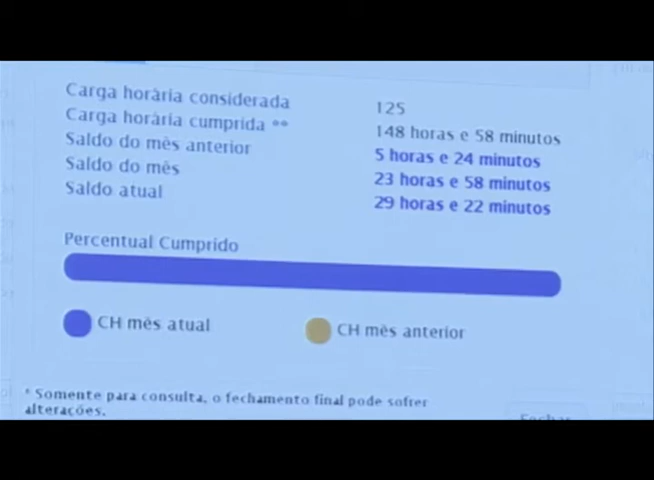 Carga horária considerada 125
Carga horária cumprida ** 148 horas e 58 minutos
Saldo do mês anterior 5 horas e 24 minutos
Saldo do mês 23 horas e 58 minutos
Saldo atual 29 horas e 22 minutos
Percentual Cumprido
CH mês atual CH mês anterior
* Somente para consulta, o fechamento final pode sofrer
alterações.